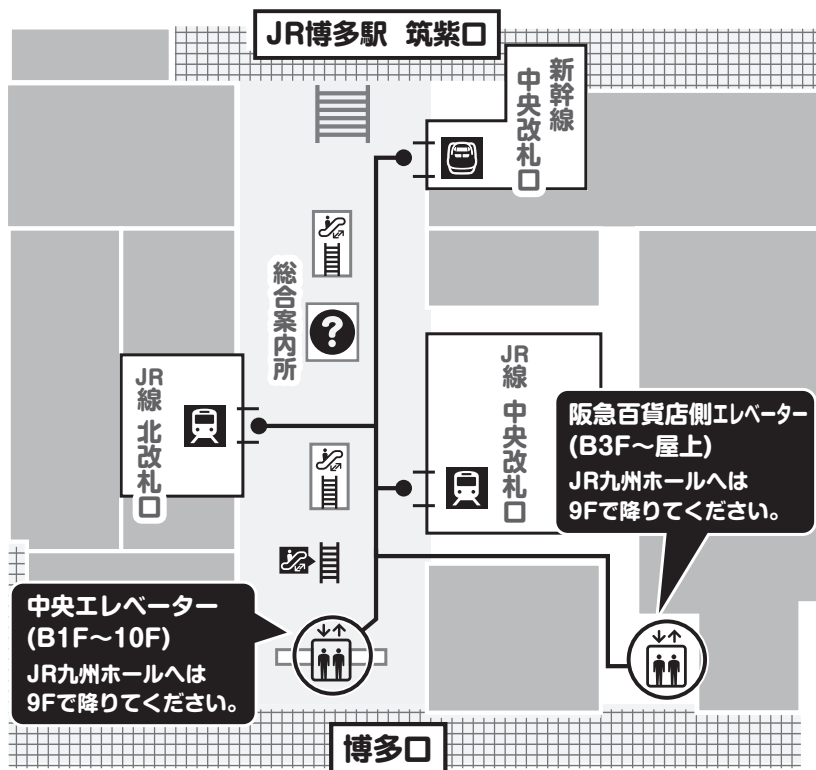 JR博多駅 筑紫口
新幹線
中央改札口
総合案内所
JR線 北改札口
JR線 中央改札口
阪急百貨店側エレベーター
(B3F～屋上)
JR九州ホールへは
9Fで降りてください。
中央エレベーター
(B1F～10F)
JR九州ホールへは
9Fで降りてください。
博多口